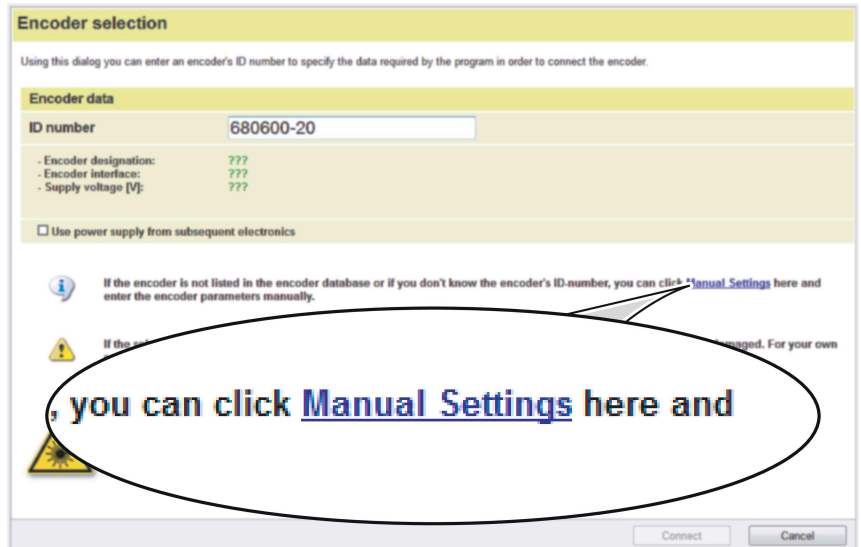 Encoder selection
Using this dialog you can enter an encoder's ID number to specify the data required by the program in order to connect the encoder.
Encoder data
ID number 680600-20
- Encoder designation: ???
- Encoder interface: ???
- Supply voltage [V]: ???
Use power supply from subsequent electronics
If the encoder is not listed in the encoder database or if you don't know the encoder's ID-number, you can click Manual Settings here and
enter the encoder parameters manually.
If the damaged. For your own
, you can click Manual Settings here and
Connect Cancel